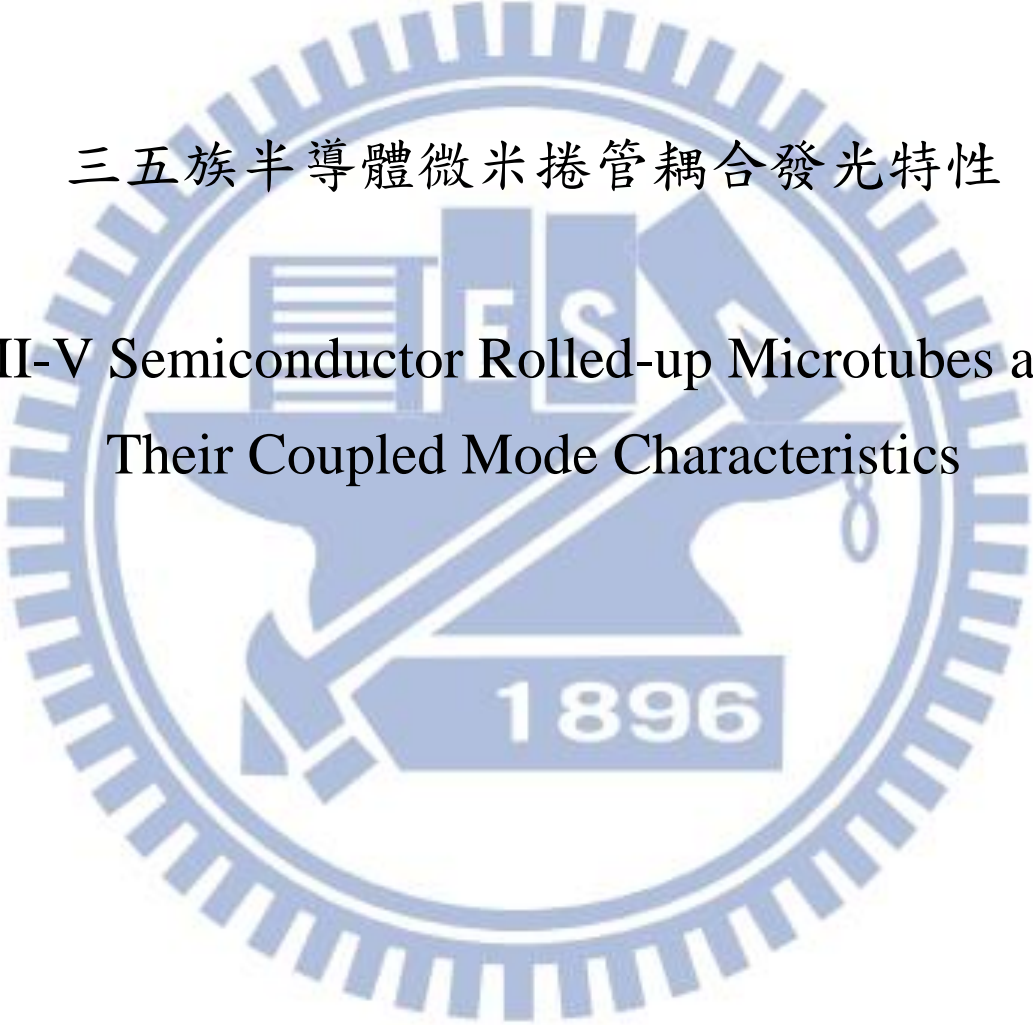 三五族半導體微米捲管耦合發光特性
E S A
II-V Semiconductor Rolled-up Microtubes a
Their Coupled Mode Characteristics
1896